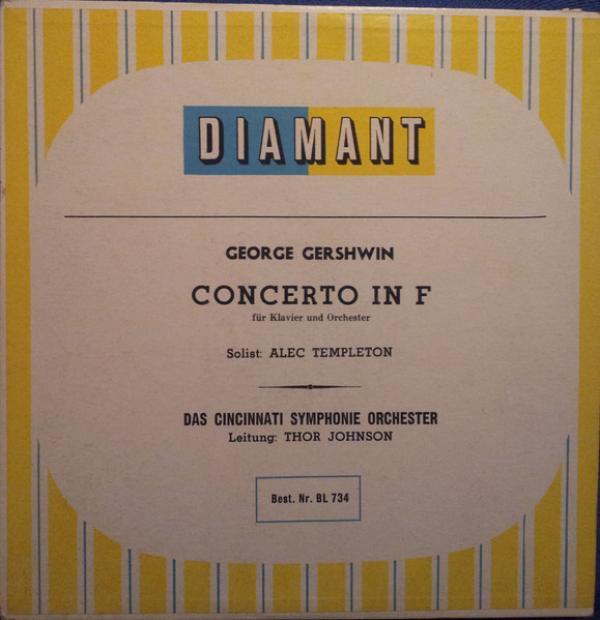 DIAMANT
GEORGE GERSHWIN
CONCERTO IN F
für Klavier und Orchester
Solist: ALEC TEMPLETON
DAS CINCINNATI SYMPHONIE ORCHESTER
Leitung: THOR JOHNSON
Best. Nr. BL 734